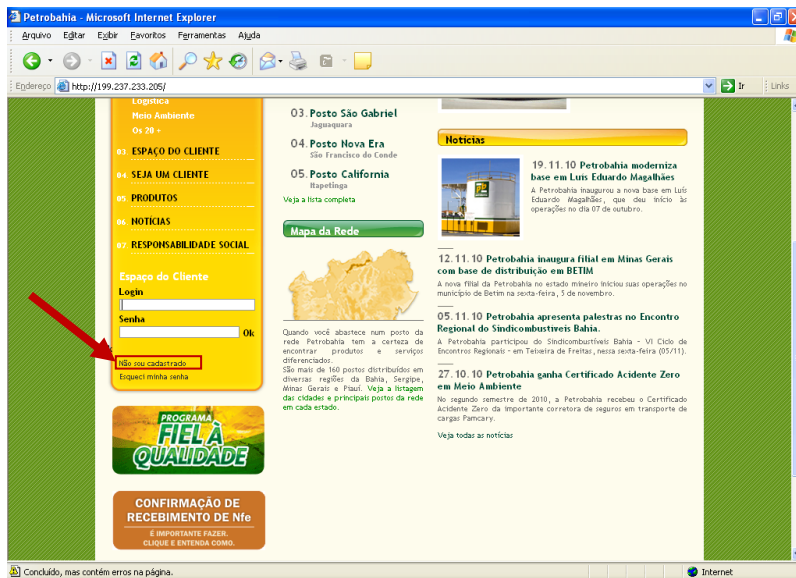 Petrobahia - Microsoft Internet Explorer
Arquivo Editar Exibir Favoritos Ferramentas Ajuda
Endereço http://199.237.233.205/ Ir Links
Logística
Meio Ambiente
Os 20 +
03 ESPAÇO DO CLIENTE
04 SEJA UM CLIENTE
05 PRODUTOS
06 NOTÍCIAS
07 RESPONSABILIDADE SOCIAL
Espaço do Cliente
Login
Senha
Ok
Não sou cadastrado
Esqueci minha senha
PROGRAMA
FIEL À
QUALIDADE
CONFIRMAÇÃO DE
RECEBIMENTO DE Nfe
É IMPORTANTE FAZER.
CLIQUE E ENTENDA COMO.
03. Posto São Gabriel
Jaguaquara
04. Posto Nova Era
São Francisco do Conde
05. Posto California
Itapetinga
Veja a lista completa
Mapa da Rede
Quando você abastece num posto da
rede Petrobahia tem a certeza de
encontrar produtos e serviços
diferenciados.
São mais de 160 postos distribuídos em
diversas regiões da Bahia, Sergipe,
Minas Gerais e Piauí. Veja a listagem
das cidades e principais postos da rede
em cada estado.
Notícias
19.11.10 Petrobahia moderniza
base em Luis Eduardo Magalhães
A Petrobahia inaugurou a nova base em Luís
Eduardo Magalhães, que deu início às
operações no dia 07 de outubro.
12.11.10 Petrobahia inaugura filial em Minas Gerais
com base de distribuição em BETIM
A nova filial da Petrobahia no estado mineiro iniciou suas operações no
município de Betim na sexta-feira, 5 de novembro.
05.11.10 Petrobahia apresenta palestras no Encontro
Regional do Sindicombustiveis Bahia.
A Petrobahia participou do Sindicombustíveis Bahia - VI Ciclo de
Encontros Regionais - em Teixeira de Freitas, nessa sexta-feira (05/11).
27.10.10 Petrobahia ganha Certificado Acidente Zero
em Meio Ambiente
No segundo semestre de 2010, a Petrobahia recebeu o Certificado
Acidente Zero da importante corretora de seguros em transporte de
cargas Pamcary.
Veja todas as notícias
Concluído, mas contém erros na página.
Internet